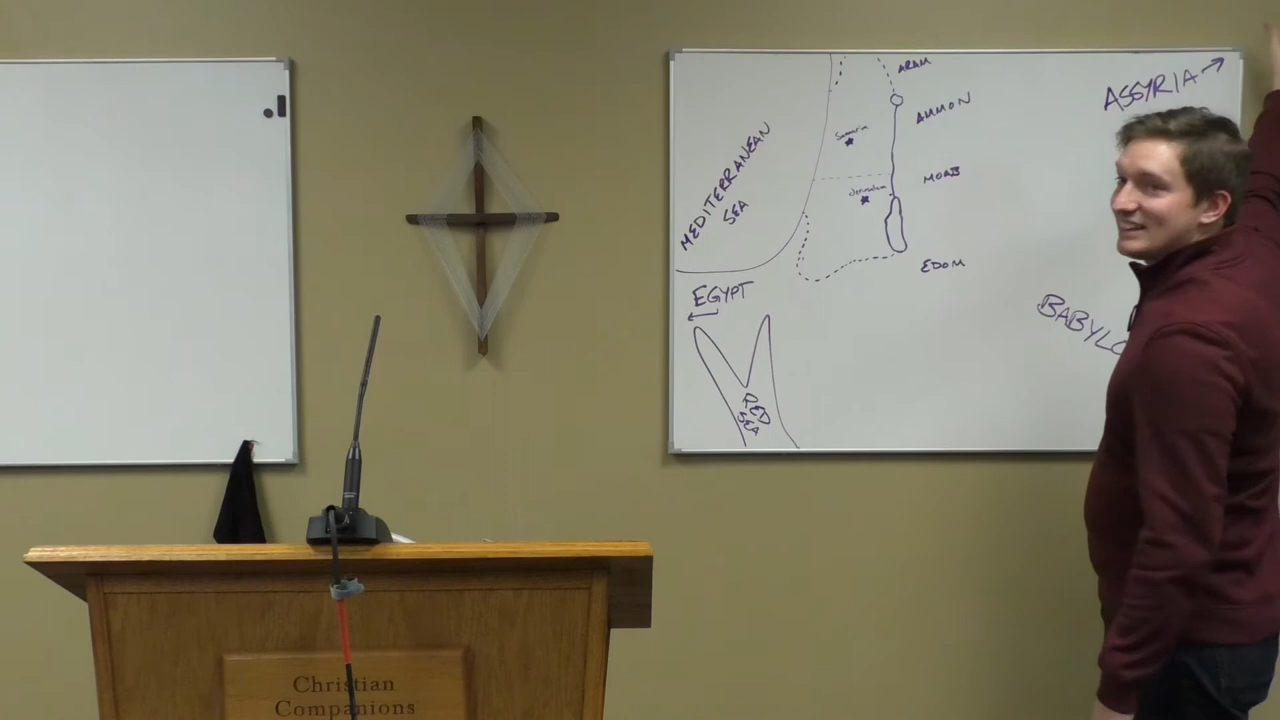 ARAM
ASSYRIA
AMMON
MEDITERRANEAN
SEA
Samaria
MOAB
Jerusalem
EDOM
EGYPT
BABYLO
RED
SEA
Christian
Companions